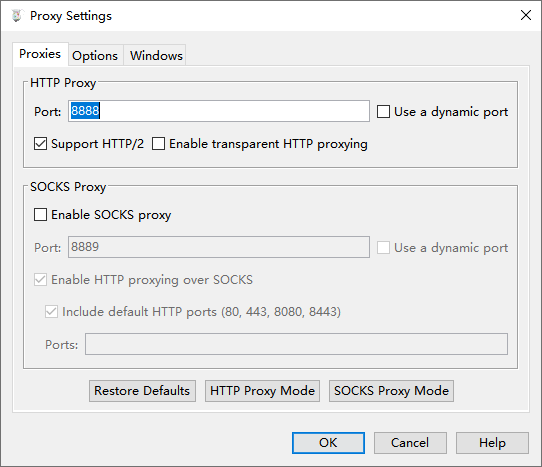 Proxy Settings
Proxies Options Windows
HTTP Proxy
Port: 8888 Use a dynamic port
Support HTTP/2 Enable transparent HTTP proxying
SOCKS Proxy
Enable SOCKS proxy
Port: 8889 Use a dynamic port
Enable HTTP proxying over SOCKS
Include default HTTP ports (80, 443, 8080, 8443)
Ports:
Restore Defaults HTTP Proxy Mode SOCKS Proxy Mode
OK Cancel Help